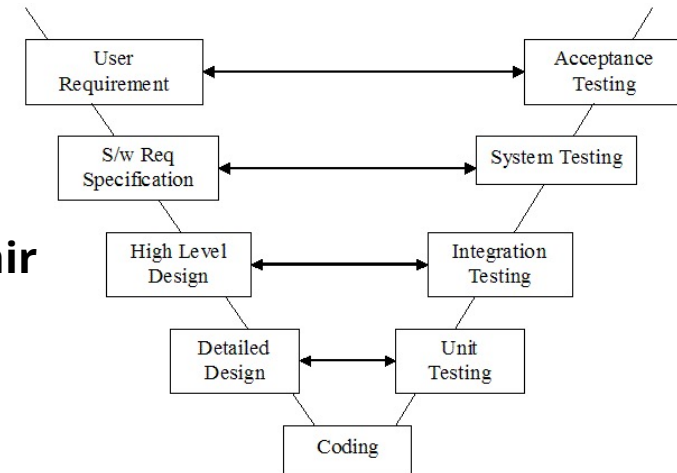 User
Requirement
Acceptance
Testing
S/w Req
Specification
System Testing
High Level
Design
Integration
Testing
Detailed
Design
Unit
Testing
Coding